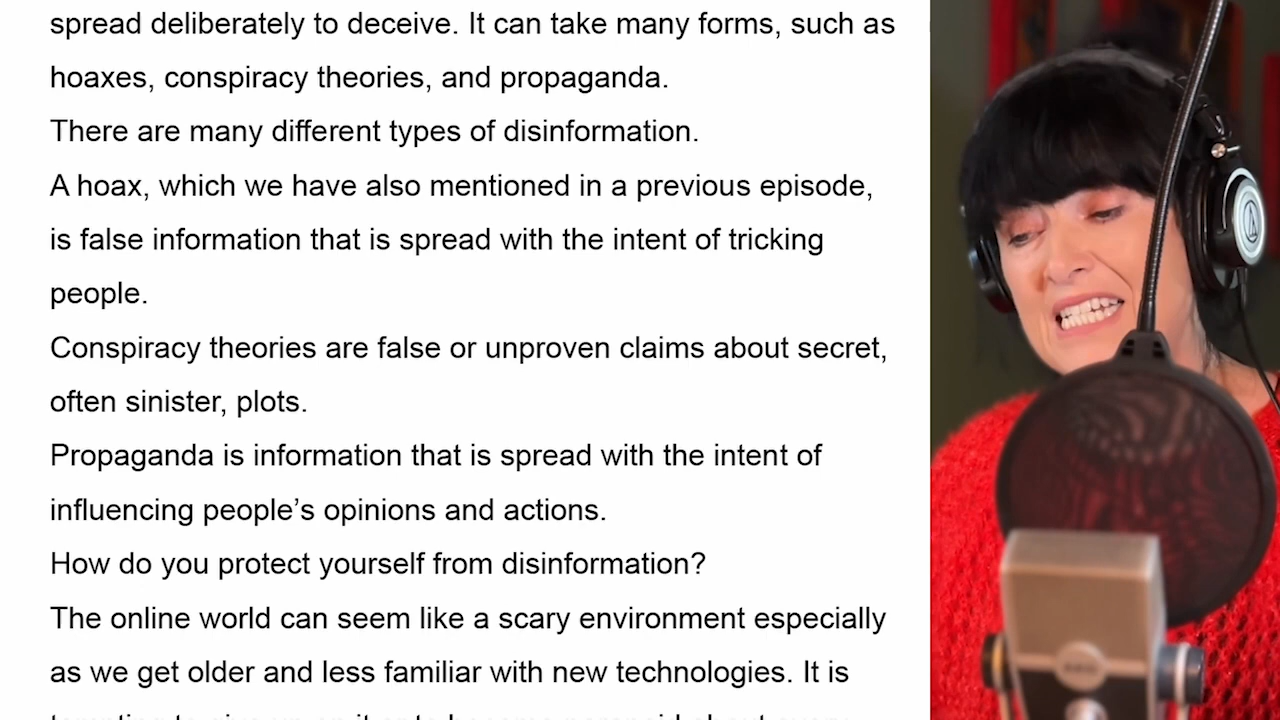 spread deliberately to deceive. It can take many forms, such as
hoaxes, conspiracy theories, and propaganda.
There are many different types of disinformation.
A hoax, which we have also mentioned in a previous episode,
is false information that is spread with the intent of tricking
people.
Conspiracy theories are false or unproven claims about secret,
often sinister, plots.
Propaganda is information that is spread with the intent of
influencing people’s opinions and actions.
How do you protect yourself from disinformation?
The online world can seem like a scary environment especially
as we get older and less familiar with new technologies. It is